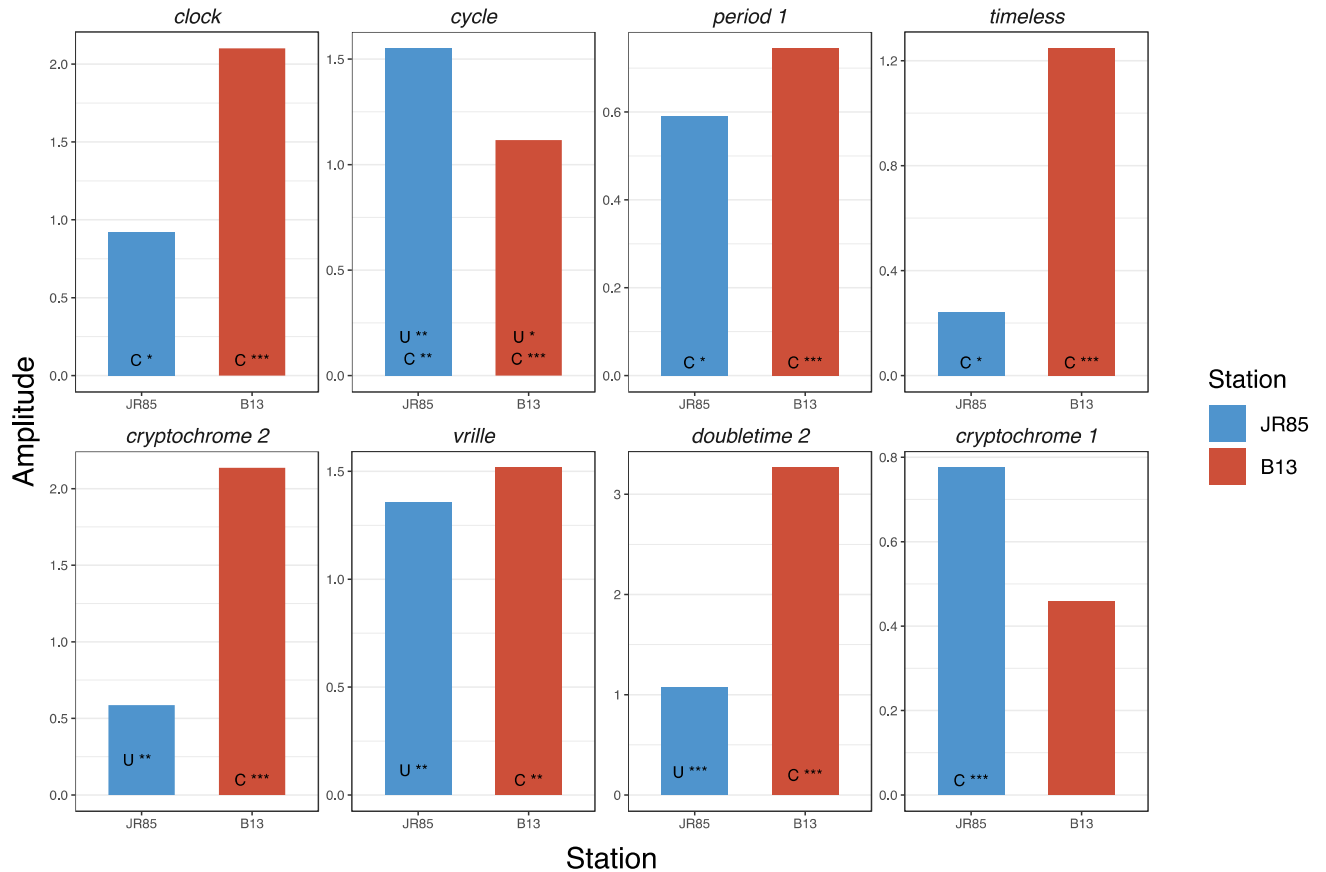 clock
cycle
period 1
timeless
2.0
1.5
1.0
0.5
0.0
1.5
1.0
0.5
0.0
0.6
0.4
0.2
0.0
1.2
0.8
0.4
0.0
C *
C ***
U **
C **
U *
C ***
C *
C ***
C *
C ***
JR85
B13
JR85
B13
JR85
B13
JR85
B13
Amplitude
Station
JR85
B13
cryptochrome 2
vrille
doubletime 2
cryptochrome 1
2.0
1.5
1.0
0.5
0.0
1.5
1.0
0.5
0.0
3
2
1
0
0.8
0.6
0.4
0.2
0.0
U **
C ***
U **
C **
U ***
C ***
C ***
JR85
B13
JR85
B13
JR85
B13
JR85
B13
Station